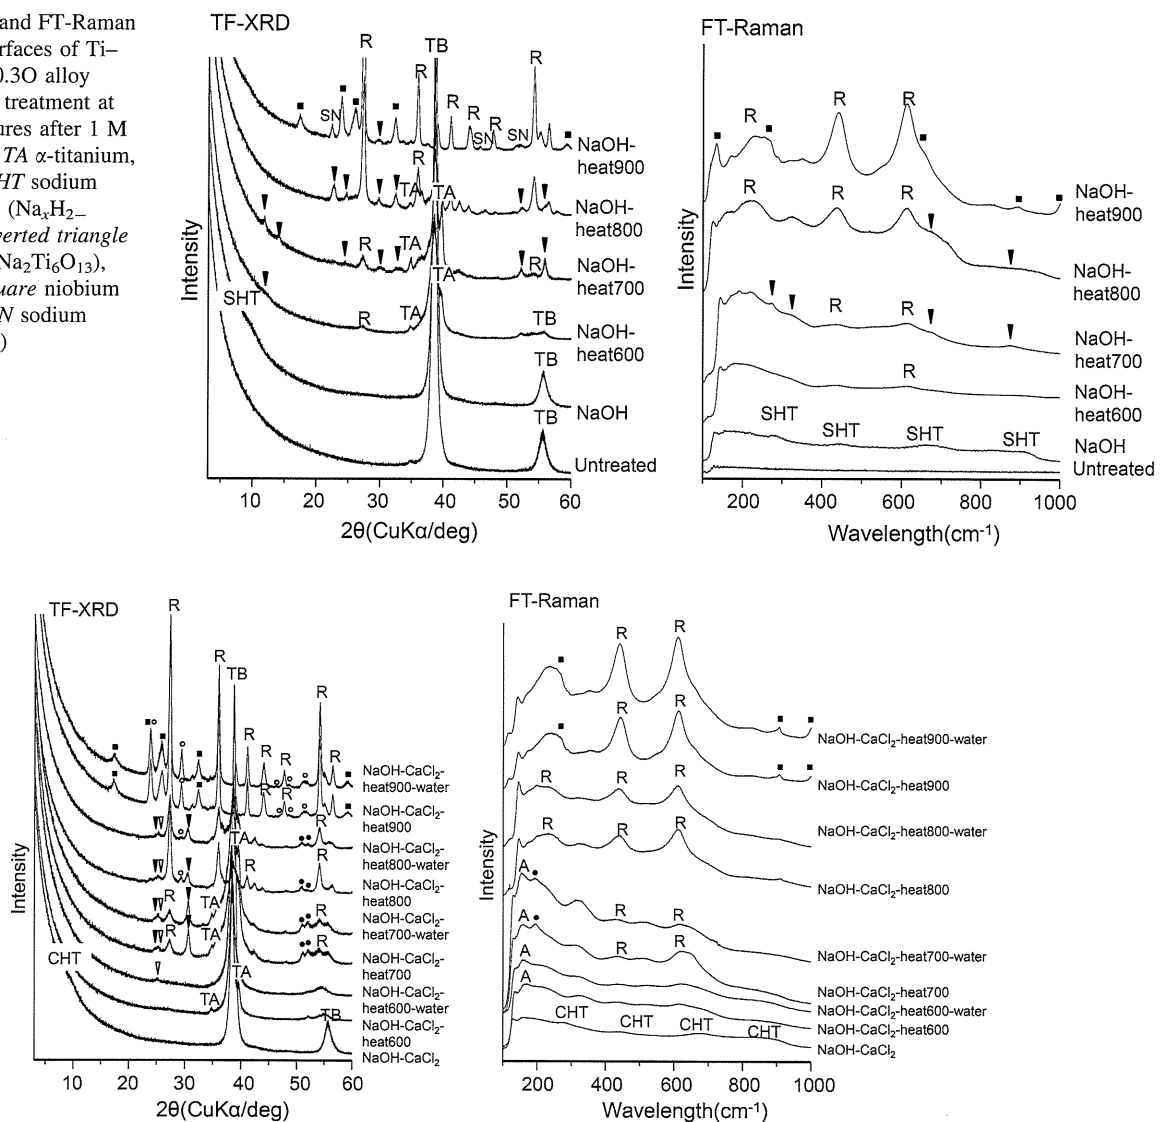 and FT-Raman
rfaces of Ti–
0.3O alloy
treatment at
ures after 1 M
TA α-titanium,
HT sodium
(NaxH2–
verted triangle
Na2Ti6O13),
uare niobium
N sodium
)
TF-XRD
R
TB
R
R
SN
R
R
SN
R
SN
NaOH-
heat900
R
TA
TA
NaOH-
heat800
R
TA
R
NaOH-
heat700
TA
SHT
R
TA
TB
NaOH-
heat600
TB
NaOH
TB
Untreated
Intensity
10
20
30
40
50
60
2θ(CuKα/deg)
FT-Raman
R
R
R
NaOH-
heat900
R
R
R
NaOH-
heat800
R
R
NaOH-
heat700
R
NaOH-
heat600
SHT
SHT
SHT
SHT
NaOH
Untreated
Intensity
200
400
600
800
1000
Wavelength(cm-1)
TF-XRD
R
R
TB
R
R
R
R
R
NaOH-CaCl2-
heat900-water
R
R
NaOH-CaCl2-
heat900
TA
R
NaOH-CaCl2-
heat800-water
R
R
NaOH-CaCl2-
heat800
R
TA
R
NaOH-CaCl2-
heat700-water
R
TA
R
NaOH-CaCl2-
heat700
CHT
TA
NaOH-CaCl2-
heat600-water
TA
TB
NaOH-CaCl2-
heat600
NaOH-CaCl2
Intensity
10
20
30
40
50
60
2θ(CuKα/deg)
FT-Raman
R
R
NaOH-CaCl2-heat900-water
R
R
NaOH-CaCl2-heat900
R
R
R
NaOH-CaCl2-heat800-water
R
R
R
NaOH-CaCl2-heat800
A
R
R
NaOH-CaCl2-heat700-water
A
R
R
NaOH-CaCl2-heat700
A
NaOH-CaCl2-heat600-water
A
NaOH-CaCl2-heat600
CHT
CHT
CHT
CHT
NaOH-CaCl2
Intensity
200
400
600
800
1000
Wavelength(cm-1)